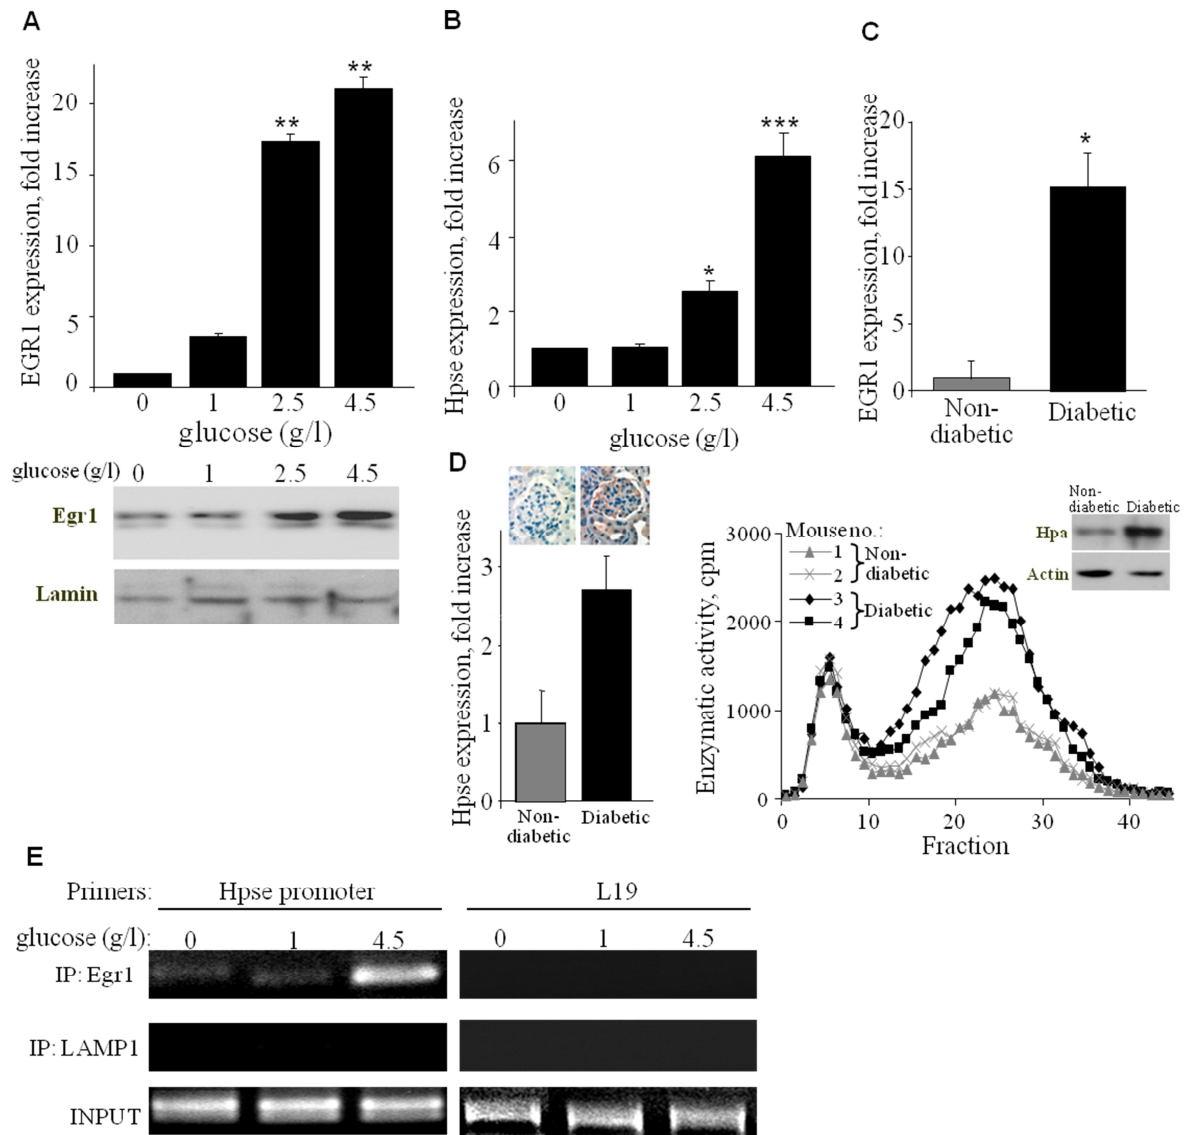 A
EGR1 expression, fold increase
20
15
10
5
0
**
**
0 1 2.5 4.5
glucose (g/l)
glucose (g/l) 0 1 2.5 4.5
Egr1
Lamin
B
Hpse expression, fold increase
6
4
2
0
*
***
0 1 2.5 4.5
glucose (g/l)
C
EGR1 expression, fold increase
20
15
10
5
0
*
Non-
diabetic
Diabetic
D
Hpse expression, fold increase
3
2
1
0
Non-
diabetic
Diabetic
Enzymatic activity, cpm
3000
2000
1000
0
Mouse no.:
1
2
Non-
diabetic
3
4
Diabetic
0 10 20 30 40
Fraction
Non-
diabetic
Diabetic
Hpa
Actin
E
Primers: Hpse promoter L19
glucose (g/l): 0 1 4.5 0 1 4.5
IP: Egr1
IP: LAMP1
INPUT